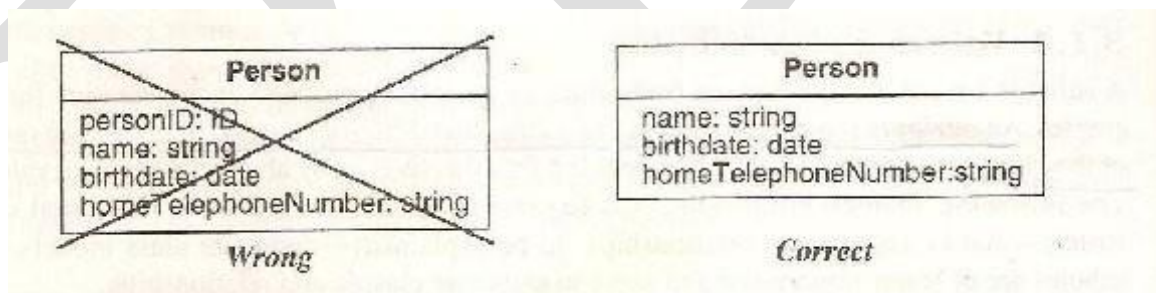 Person
personID: ID
name: string
birthdate: date
homeTelephoneNumber: string
Wrong
Person
name: string
birthdate: date
homeTelephoneNumber:string
Correct